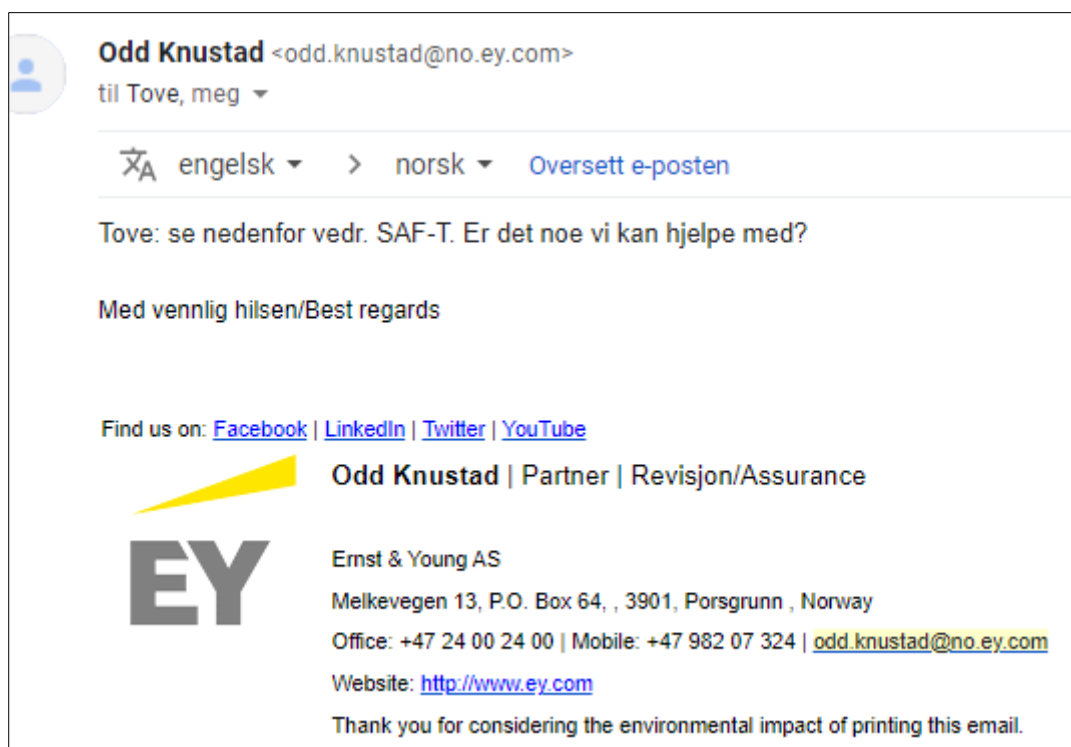 Odd Knustad <odd.knustad@no.ey.com>
til Tove, meg
engelsk > norsk Oversett e-posten
Tove: se nedenfor vedr. SAF-T. Er det noe vi kan hjelpe med?
Med vennlig hilsen/Best regards
Find us on: Facebook | LinkedIn | Twitter | YouTube
Odd Knustad | Partner | Revisjon/Assurance
EY
Ernst & Young AS
Melkevegen 13, P.O. Box 64, , 3901, Porsgrunn , Norway
Office: +47 24 00 24 00 | Mobile: +47 982 07 324 | odd.knustad@no.ey.com
Website: http://www.ey.com
Thank you for considering the environmental impact of printing this email.